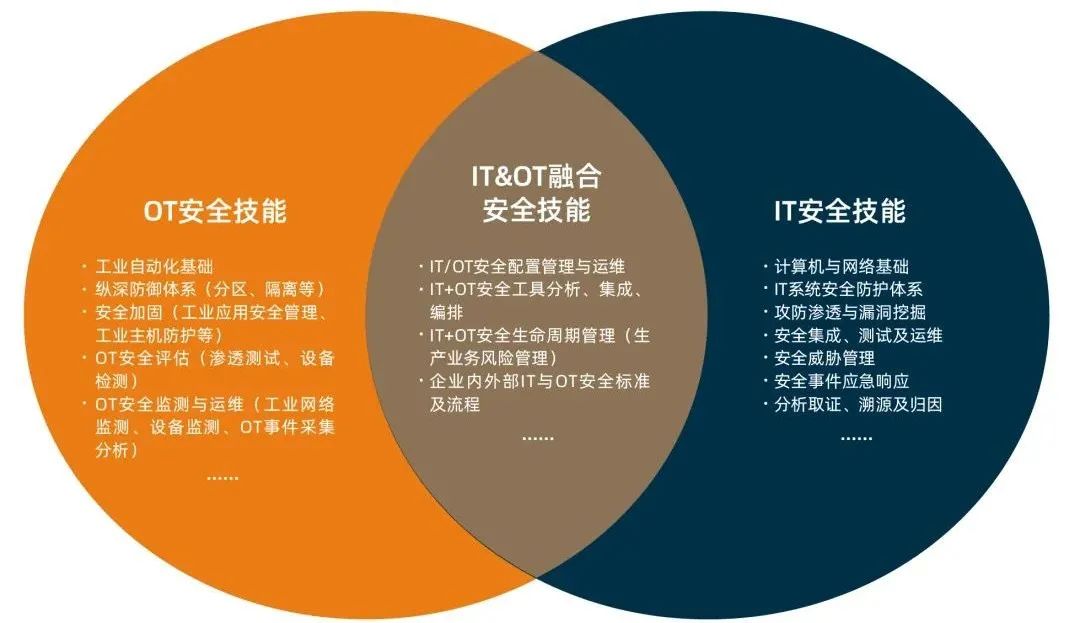 OT安全技能
· 工业自动化基础
· 纵深防御体系（分区、隔离等）
· 安全加固（工业应用安全管理、
工业主机防护等）
· OT安全评估（渗透测试、设备
检测）
· OT安全监测与运维（工业网络
监测、设备监测、OT事件采集
分析）
......
IT&OT融合
安全技能
· IT/OT安全配置管理与运维
· IT+OT安全工具分析、集成、
编排
· IT+OT安全生命周期管理（生
产业务风险管理）
· 企业内外部IT与OT安全标准
及流程
......
IT安全技能
· 计算机与网络基础
· IT系统安全防护体系
· 攻防渗透与漏洞挖掘
· 安全集成、测试及运维
· 安全威胁管理
· 安全事件应急响应
· 分析取证、溯源及归因
......